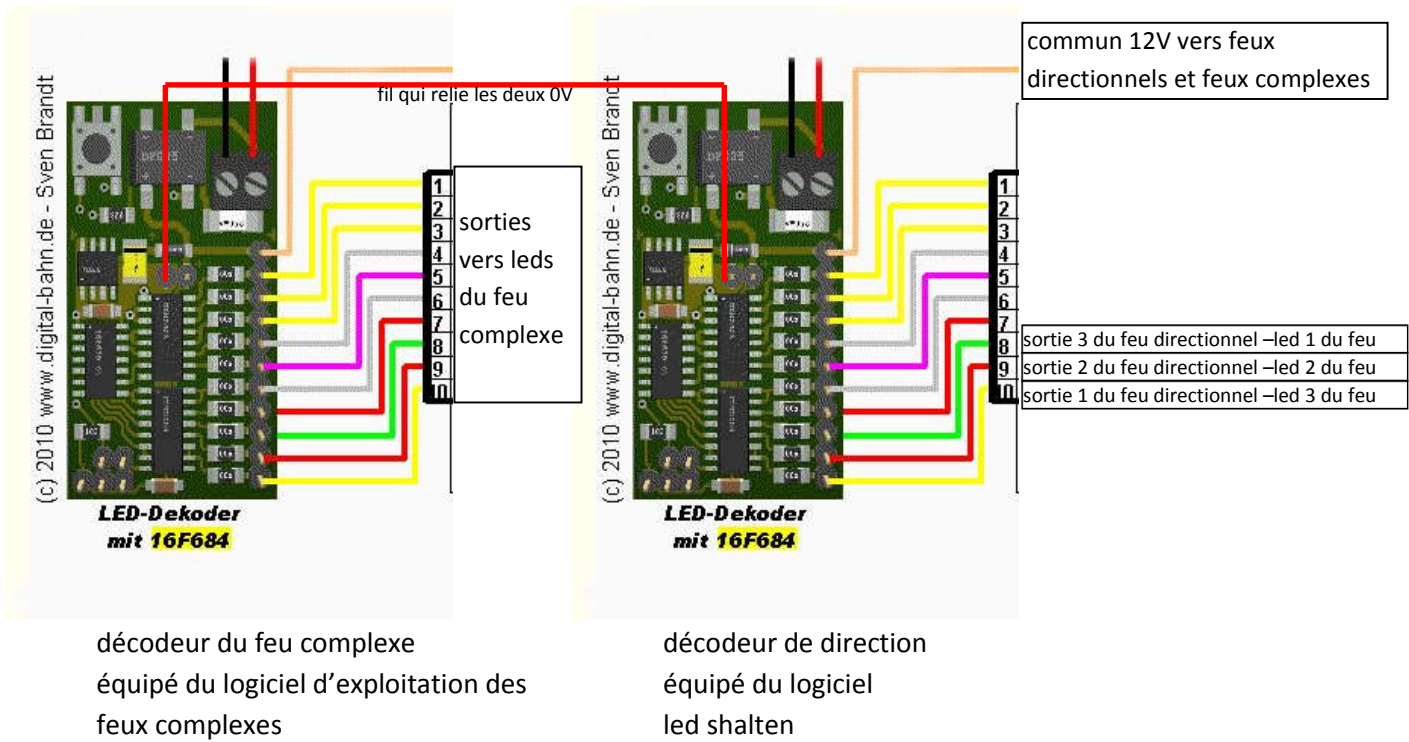 commun 12V vers feux
directionnels et feux complexes
fil qui relie les deux 0V
(c) 2010 www.digital-bahn.de - Sven Brandt
1
2
3
4
5
6
7
8
9
10
sorties
vers leds
du feu
complexe
LED-Dekoder
mit 16F684
(c) 2010 www.digital-bahn.de - Sven Brandt
1
2
3
4
5
6
7
8
9
10
sortie 3 du feu directionnel –led 1 du feu
sortie 2 du feu directionnel –led 2 du feu
sortie 1 du feu directionnel –led 3 du feu
LED-Dekoder
mit 16F684
décodeur du feu complexe
équipé du logiciel d’exploitation des
feux complexes
décodeur de direction
équipé du logiciel
led shalten